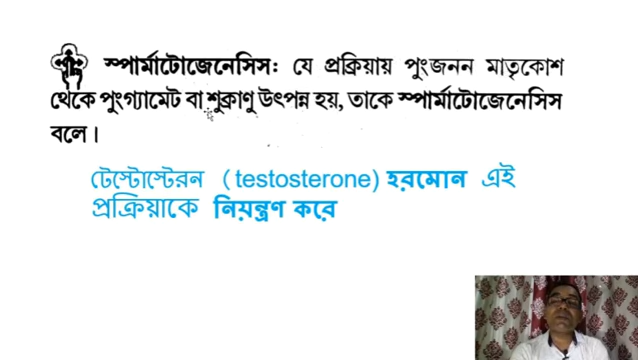 স্পার্মাটোজেনেসিস: যে প্রক্রিয়ায় পুংজনন মাতৃকোশ
থেকে পুংগ্যামেট বা শুক্রাণু উৎপন্ন হয়, তাকে স্পার্মাটোজেনেসিস
বলে।
টেস্টোস্টেরন (testosterone) হরমোন এই
প্রক্রিয়াকে নিয়ন্ত্রণ করে